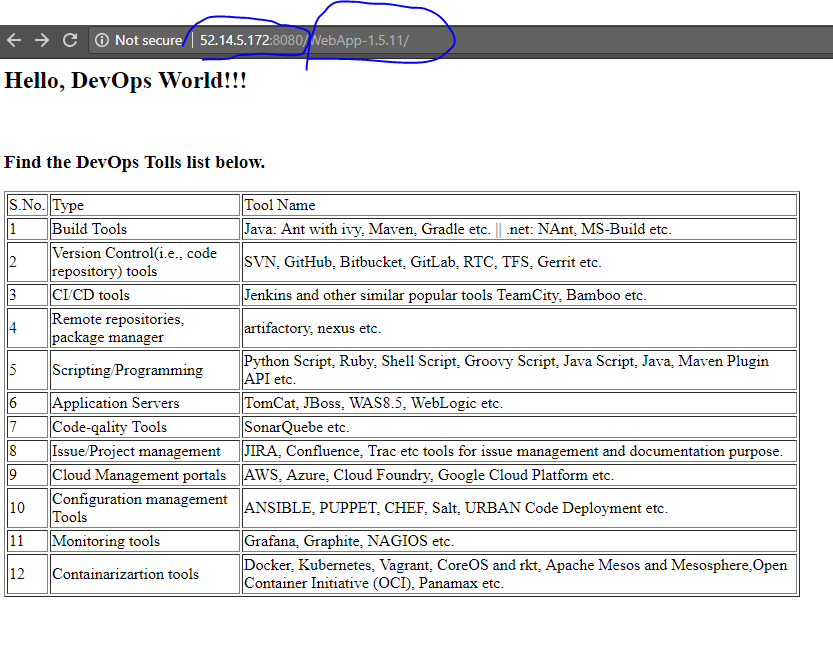 Not secure 52.14.5.172:8080/WebApp-1.5.11/
Hello, DevOps World!!!
Find the DevOps Tolls list below.
S.No. Type Tool Name
1 Build Tools Java: Ant with ivy, Maven, Gradle etc. || .net: NAnt, MS-Build etc.
2 Version Control(i.e., code
repository) tools SVN, GitHub, Bitbucket, GitLab, RTC, TFS, Gerrit etc.
3 CI/CD tools Jenkins and other similar popular tools TeamCity, Bamboo etc.
4 Remote repositories,
package manager artifactory, nexus etc.
5 Scripting/Programming Python Script, Ruby, Shell Script, Groovy Script, Java Script, Java, Maven Plugin
API etc.
6 Application Servers TomCat, JBoss, WAS8.5, WebLogic etc.
7 Code-qality Tools SonarQuebe etc.
8 Issue/Project management JIRA, Confluence, Trac etc tools for issue management and documentation purpose.
9 Cloud Management portals AWS, Azure, Cloud Foundry, Google Cloud Platform etc.
10 Configuration management
Tools ANSIBLE, PUPPET, CHEF, Salt, URBAN Code Deployment etc.
11 Monitoring tools Grafana, Graphite, NAGIOS etc.
12 Containarizartion tools Docker, Kubernetes, Vagrant, CoreOS and rkt, Apache Mesos and Mesosphere,Open
Container Initiative (OCI), Panamax etc.